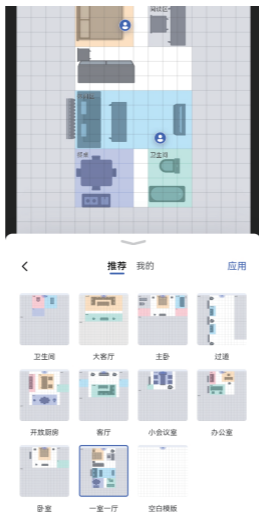 卫生间
推荐 我的 应用
卫生间 大客厅 主卧 过道
开放厨房 客厅 小会议室 办公室
卧室 一室一厅 空白模板